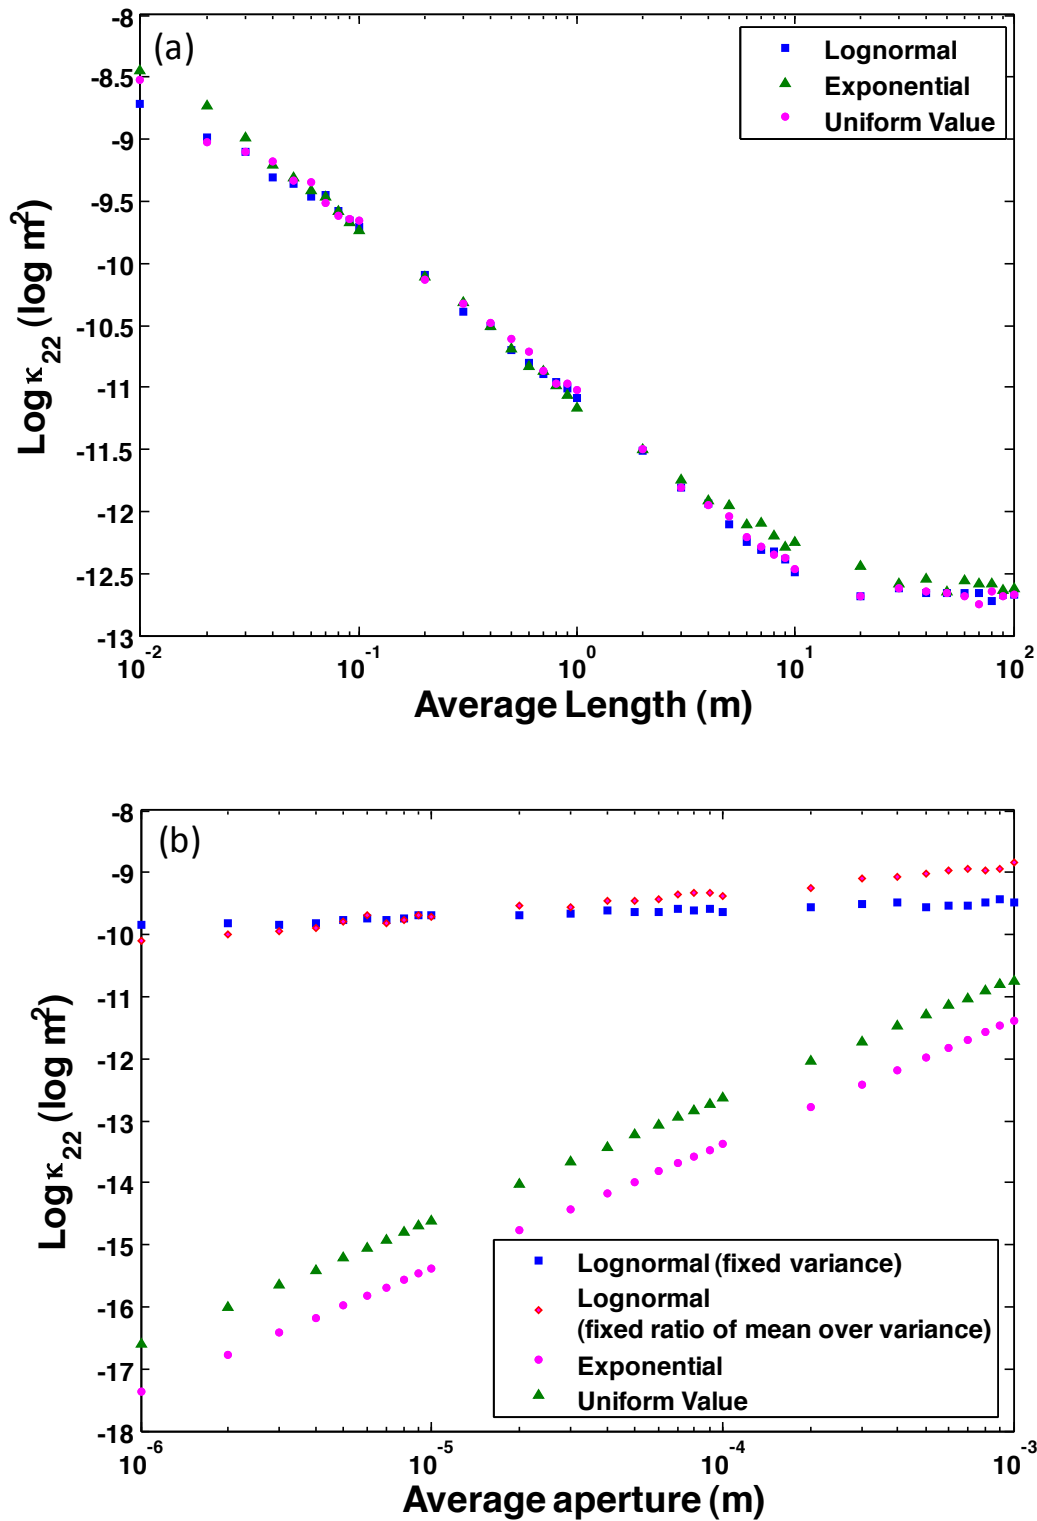 (a)
Lognormal
Exponential
Uniform Value
-8
-8.5
-9
-9.5
-10
-10.5
-11
-11.5
-12
-12.5
-13
Log κ22 (log m²)
10⁻² 10⁻¹ 10⁰ 10¹ 10²
Average Length (m)
(b)
-8
-9
-10
-11
-12
-13
-14
-15
-16
-17
-18
Log κ22 (log m²)
Lognormal (fixed variance)
Lognormal
(fixed ratio of mean over variance)
Exponential
Uniform Value
10⁻⁶ 10⁻⁵ 10⁻⁴ 10⁻³
Average aperture (m)